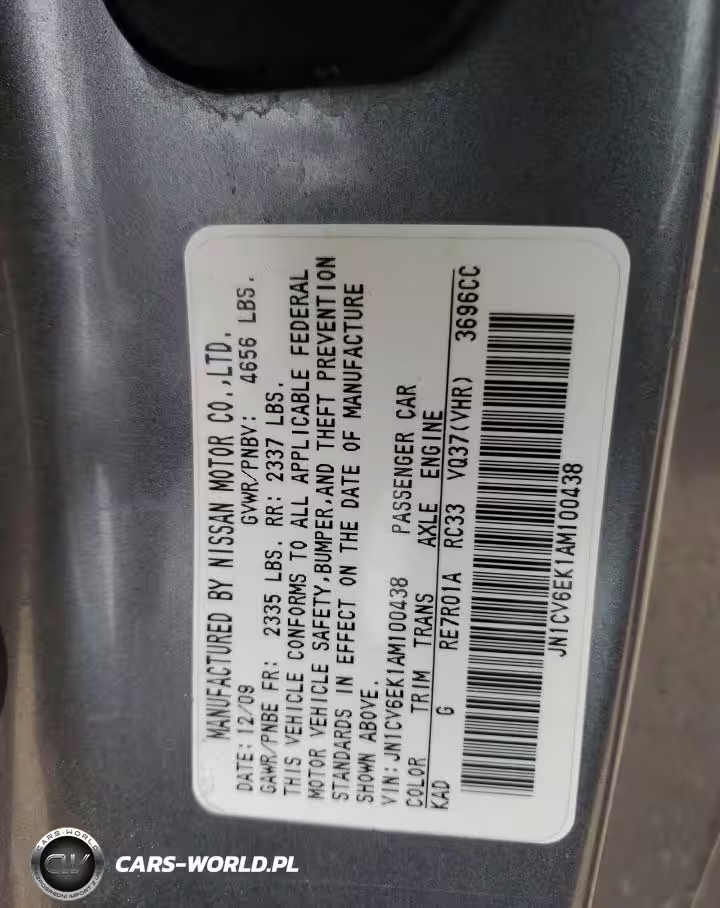 MANUFACTURED BY NISSAN MOTOR CO.,LTD.
DATE: 12/09 GVWR/PNBV: 4656 LBS.
GAWR/PNBE FR: 2335 LBS. RR: 2337 LBS.
THIS VEHICLE CONFORMS TO ALL APPLICABLE FEDERAL
MOTOR VEHICLE SAFETY,BUMPER,AND THEFT PREVENTION
STANDARDS IN EFFECT ON THE DATE OF MANUFACTURE
SHOWN ABOVE.
VIN:JN1CV6EK1AM100438 PASSENGER CAR
COLOR TRIM TRANS AXLE ENGINE
KAD G RE7R01A RC33 VQ37(VHR) 3696CC
JN1CV6EK1AM100438
CARS-WORLD
CW
CARS-WORLD.PL